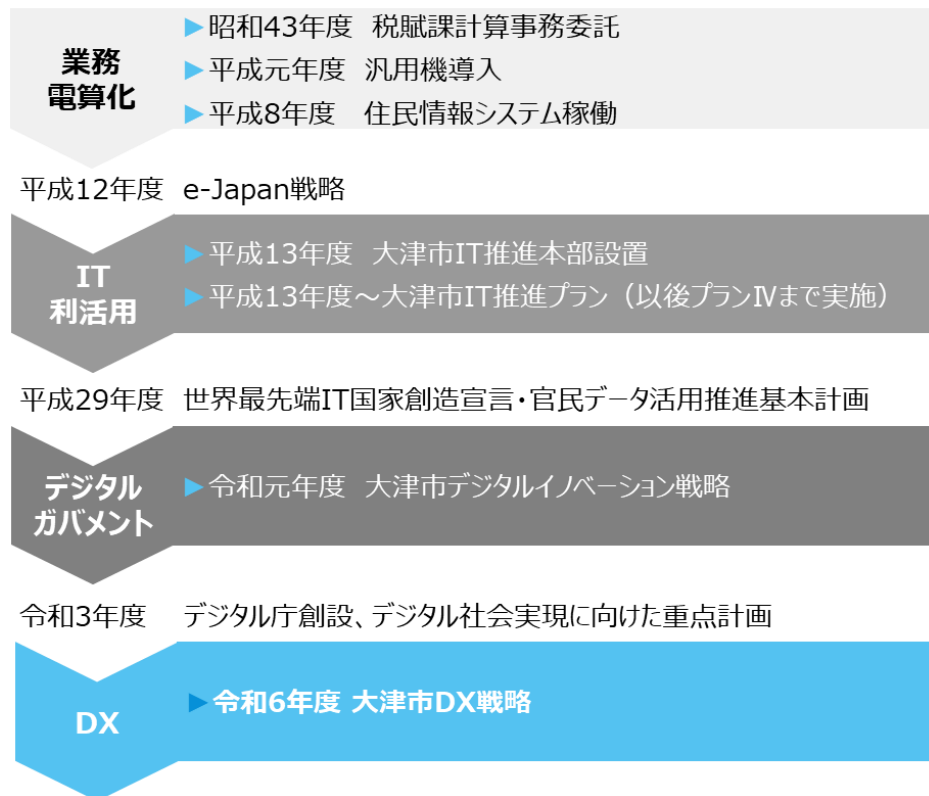 業務
電算化
▶昭和43年度 税賦課計算事務委託
▶平成元年度 汎用機導入
▶平成8年度 住民情報システム稼働
平成12年度 e-Japan戦略
IT
利活用
▶平成13年度 大津市IT推進本部設置
▶平成13年度～大津市IT推進プラン（以後プランⅣまで実施）
平成29年度 世界最先端IT国家創造宣言・官民データ活用推進基本計画
デジタル
ガバメント
▶令和元年度 大津市デジタルイノベーション戦略
令和3年度 デジタル庁創設、デジタル社会実現に向けた重点計画
DX
▶令和6年度 大津市DX戦略